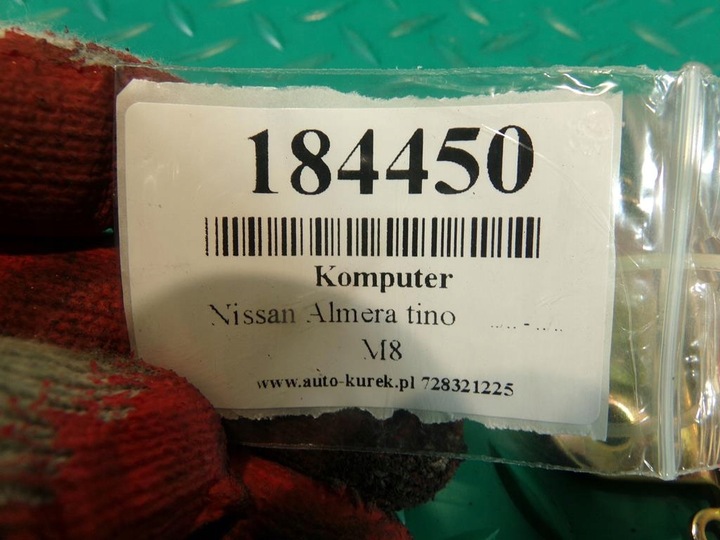 184450
Komputer
Nissan Almera tino ../.. - ../..
M8
www.auto-kurek.pl 728321225